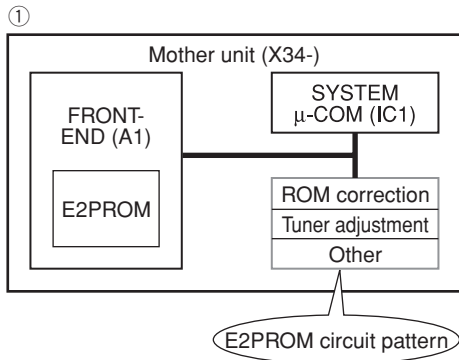 ①
Mother unit (X34-)
FRONT-
END (A1)
E2PROM
SYSTEM
μ-COM (IC1)
ROM correction
Tuner adjustment
Other
E2PROM circuit pattern